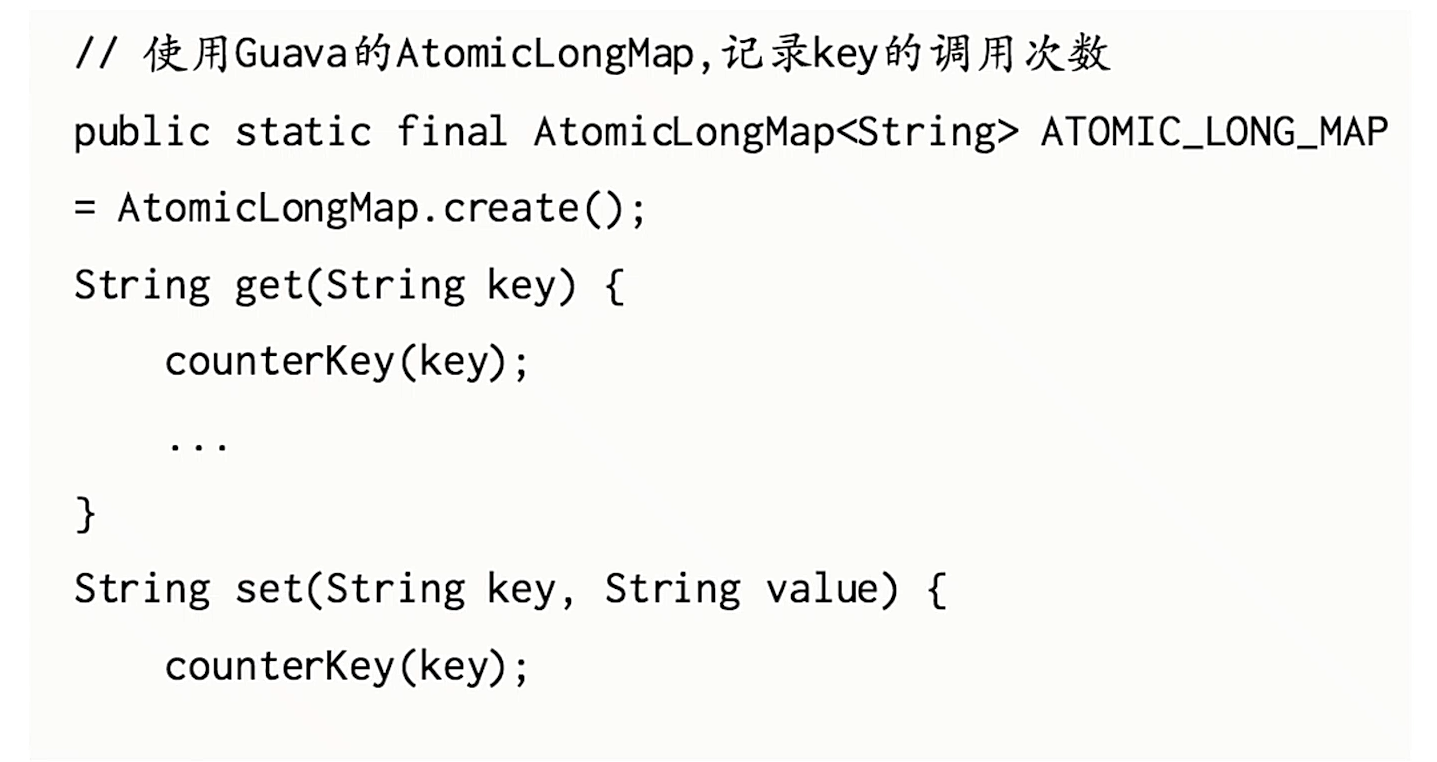 // 使用Guava的AtomicLongMap,记录key的调用次数
public static final AtomicLongMap<String> ATOMIC_LONG_MAP
= AtomicLongMap.create();
String get(String key) {
    counterKey(key);
    ...
}
String set(String key, String value) {
    counterKey(key);